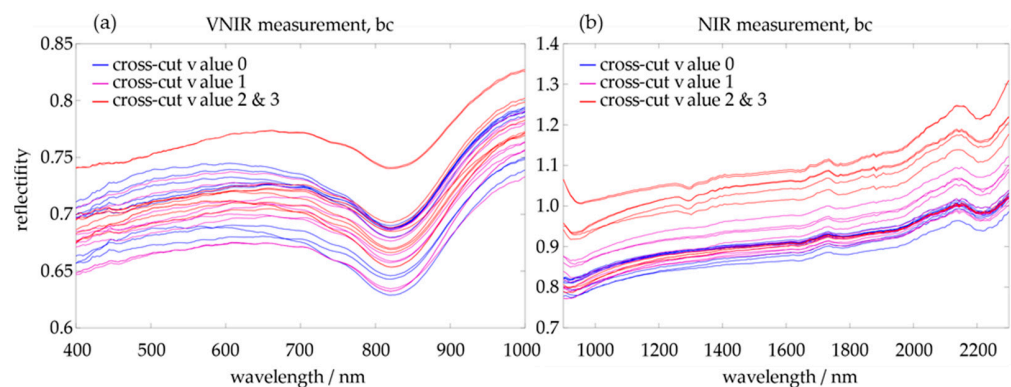 (a) VNIR measurement, bc
0.85
0.8
0.75
0.7
0.65
0.6
reflectifity
cross-cut v alue 0
cross-cut v alue 1
cross-cut v alue 2 & 3
400 500 600 700 800 900 1000
wavelength / nm
(b) NIR measurement, bc
1.4
1.3
1.2
1.1
1.0
0.9
0.8
0.7
cross-cut v alue 0
cross-cut v alue 1
cross-cut v alue 2 & 3
1000 1200 1400 1600 1800 2000 2200
wavelength / nm